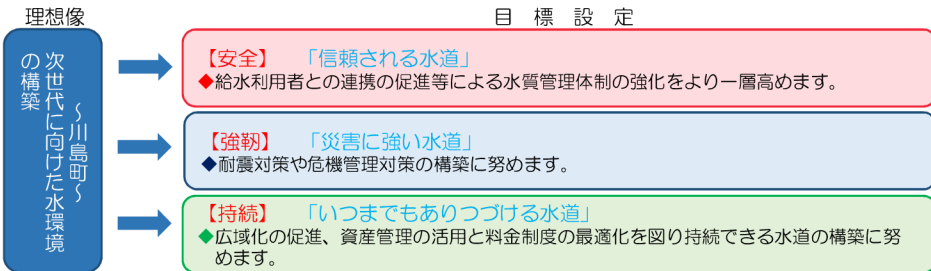 理想像
目標設定
～川島町～
次世代に向けた水環境
の構築
【安全】 「信頼される水道」
◆給水利用者との連携の促進等による水質管理体制の強化をより一層高めます。
【強靭】 「災害に強い水道」
◆耐震対策や危機管理対策の構築に努めます。
【持続】 「いつまでもありつづける水道」
◆広域化の促進、資産管理の活用と料金制度の最適化を図り持続できる水道の構築に努
めます。